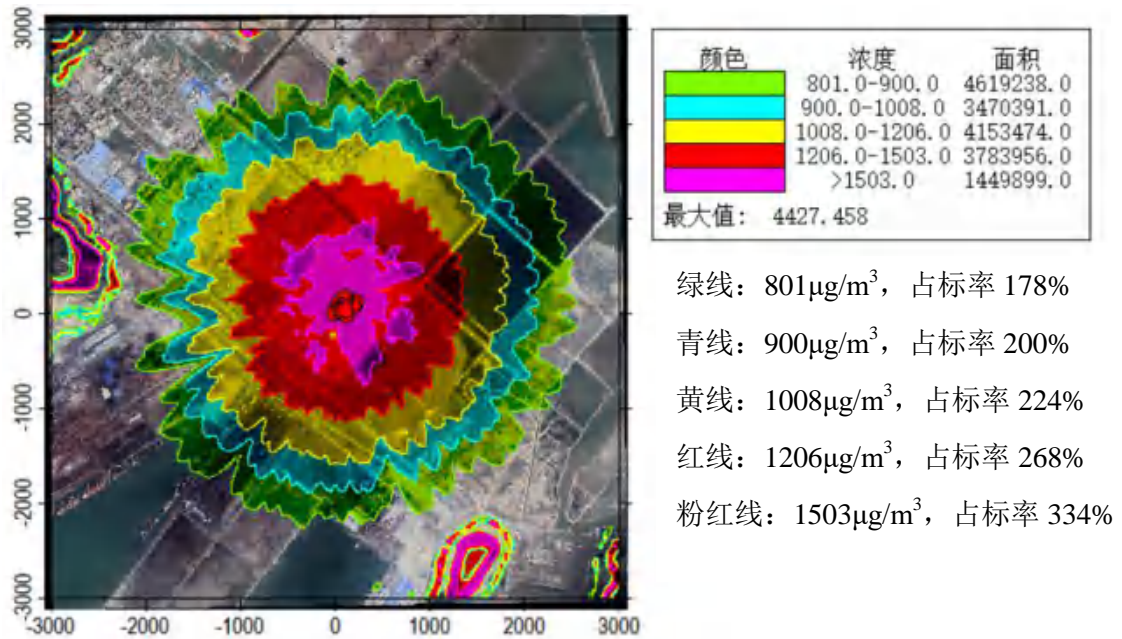 3000
2000
1000
0
-1000
-2000
-3000
-3000 -2000 -1000 0 1000 2000 3000
颜色 浓度 面积
801.0-900.0 4619238.0
900.0-1008.0 3470391.0
1008.0-1206.0 4153474.0
1206.0-1503.0 3783956.0
>1503.0 1449899.0
最大值: 4427.458
绿线：801μg/m³，占标率 178%
青线：900μg/m³，占标率 200%
黄线：1008μg/m³，占标率 224%
红线：1206μg/m³，占标率 268%
粉红线：1503μg/m³，占标率 334%